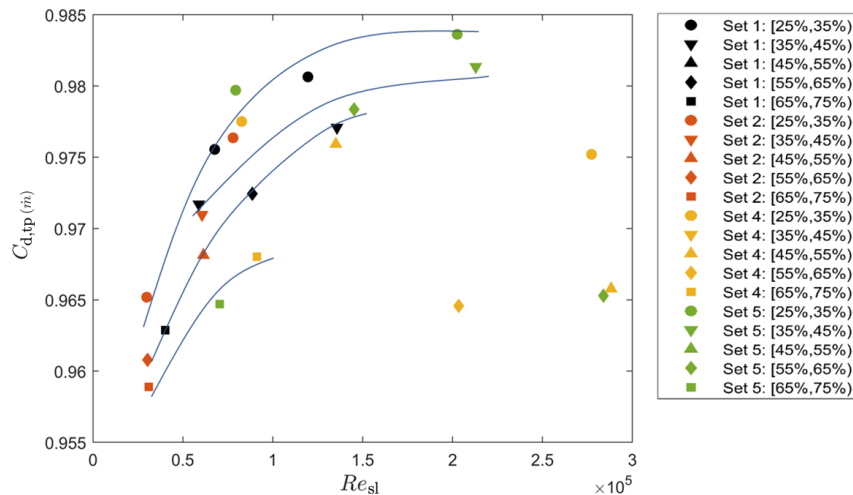 0.985
0.98
0.975
0.97
0.965
0.96
0.955
C_d,tp (ṁ)
0 0.5 1 1.5 2 2.5 3
×10^5
Re_sl
Set 1: [25%,35%)
Set 1: [35%,45%)
Set 1: [45%,55%)
Set 1: [55%,65%)
Set 1: [65%,75%)
Set 2: [25%,35%)
Set 2: [35%,45%)
Set 2: [45%,55%)
Set 2: [55%,65%)
Set 2: [65%,75%)
Set 4: [25%,35%)
Set 4: [35%,45%)
Set 4: [45%,55%)
Set 4: [55%,65%)
Set 4: [65%,75%)
Set 5: [25%,35%)
Set 5: [35%,45%)
Set 5: [45%,55%)
Set 5: [55%,65%)
Set 5: [65%,75%)